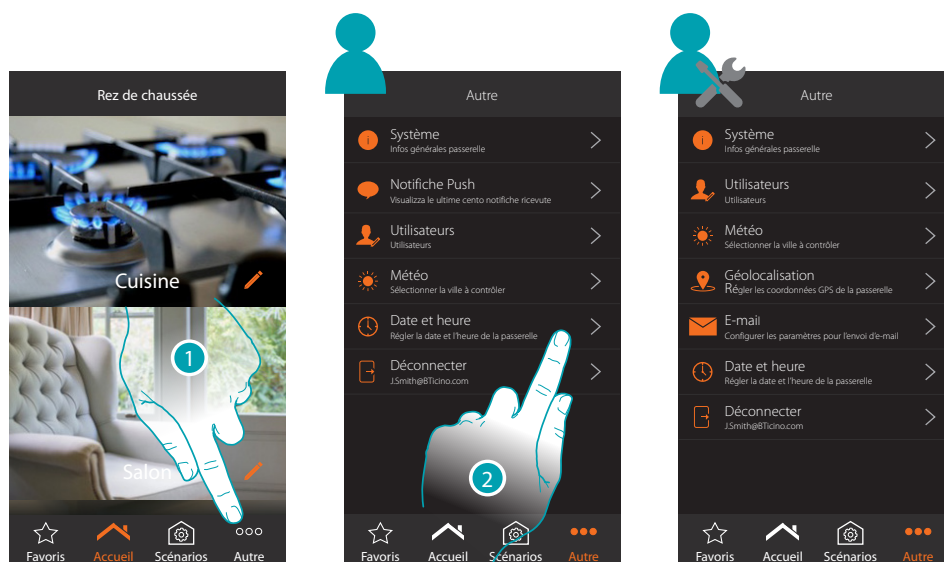 Rez de chaussée
Cuisine
1
Salon
Favoris
Accueil
Scénarios
Autre
Autre
i
Système
Infos générales passerelle
Notifiche Push
Visualizza le ultime cento notifiche ricevute
Utilisateurs
Utilisateurs
Météo
Sélectionner la ville à contrôler
Date et heure
Régler la date et l'heure de la passerelle
Déconnecter
J.Smith@BTicino.com
2
Favoris
Accueil
Scénarios
Autre
Autre
i
Système
Infos générales passerelle
Utilisateurs
Utilisateurs
Météo
Sélectionner la ville à contrôler
Géolocalisation
Régler les coordonnées GPS de la passerelle
E-mail
Configurer les paramètres pour l'envoi d'e-mail
Date et heure
Régler la date et l'heure de la passerelle
Déconnecter
J.Smith@BTicino.com
Favoris
Accueil
Scénarios
Autre